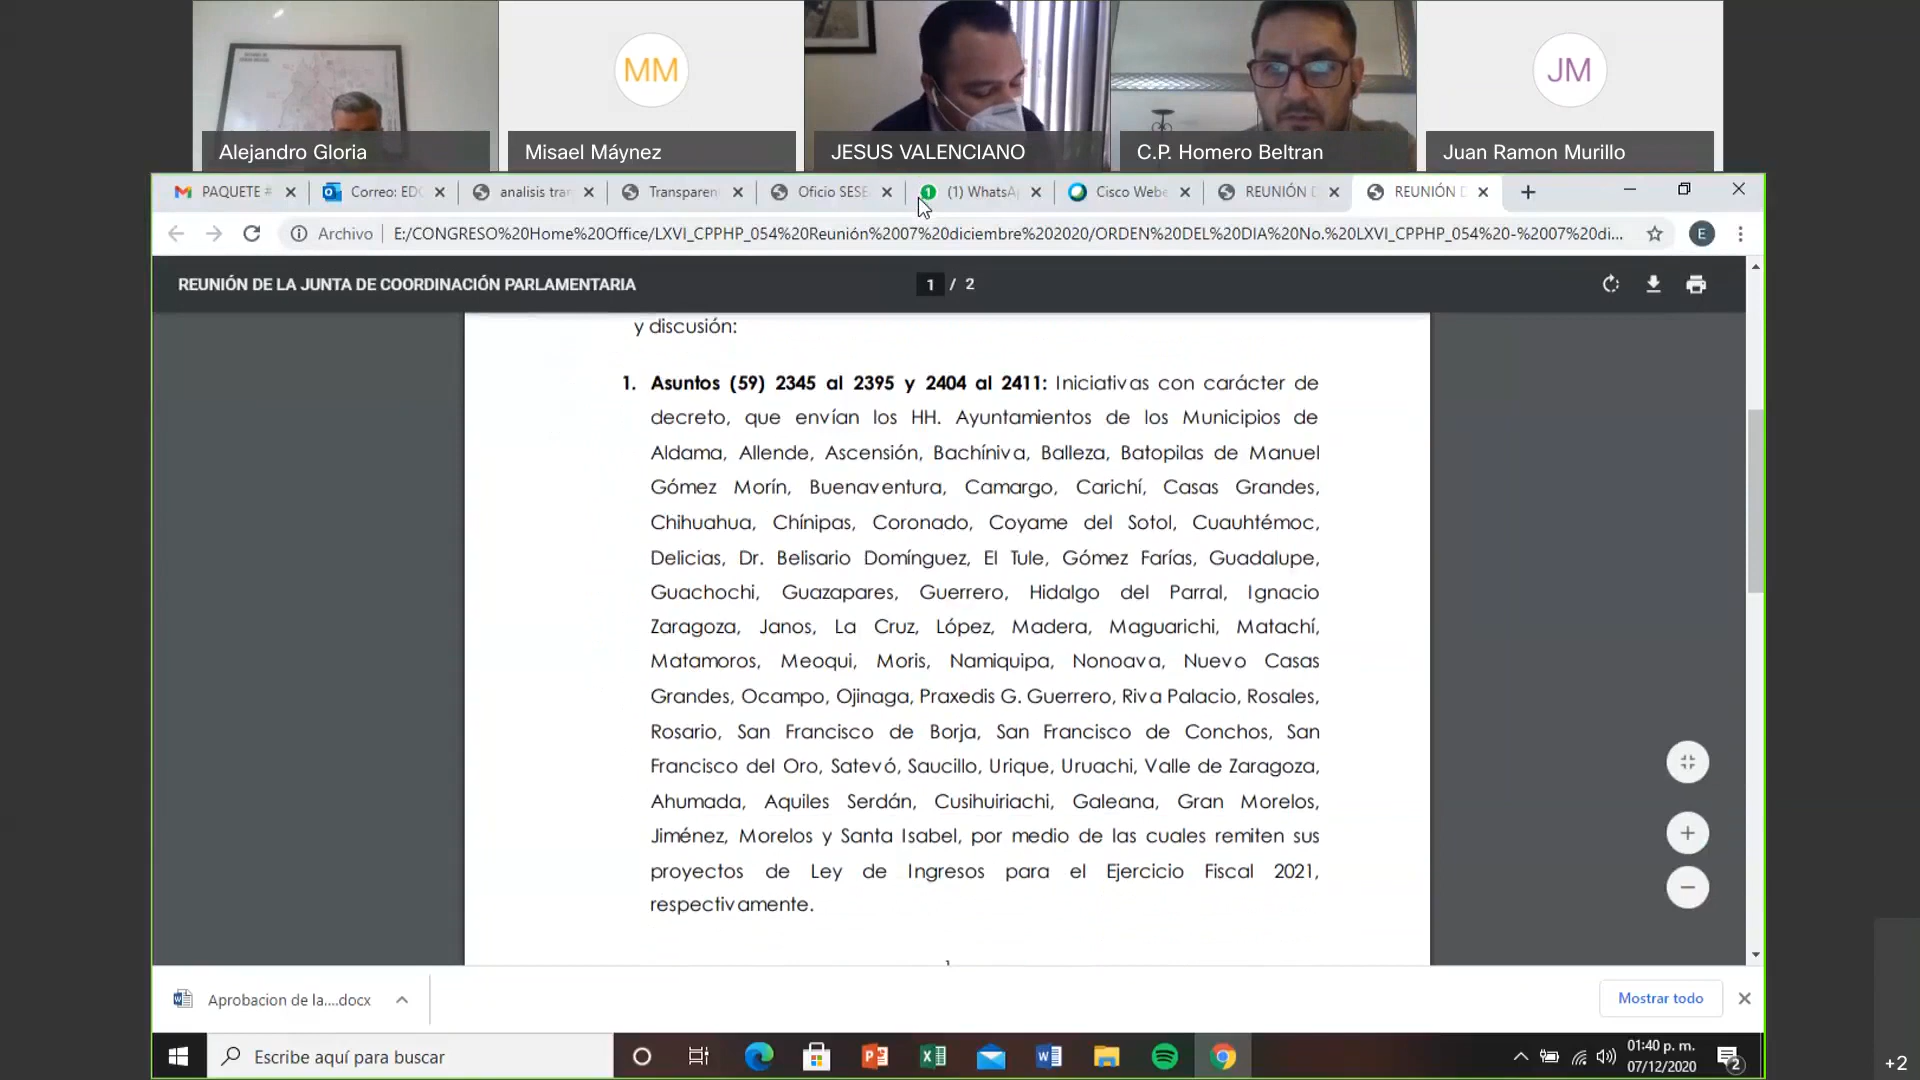 MM
JM
Alejandro Gloria
Misael Máynez
JESUS VALENCIANO
C.P. Homero Beltran
Juan Ramon Murillo
PAQUETE #
Correo: EDG
analisis tran
Transparen
Oficio SESE
1 (1) WhatsA
Cisco Webe
REUNIÓN D
REUNIÓN D
Archivo E:/CONGRESO%20Home%20Office/LXVI_CPPHP_054%20Reunión%2007%20diciembre%202020/ORDEN%20DEL%20DIA%20No.%20LXVI_CPPHP_054%20-%2007%20di...
E
REUNIÓN DE LA JUNTA DE COORDINACIÓN PARLAMENTARIA
1 / 2
y discusión:
1. Asuntos (59) 2345 al 2395 y 2404 al 2411: Iniciativas con carácter de
decreto, que envían los HH. Ayuntamientos de los Municipios de
Aldama, Allende, Ascensión, Bachíniva, Balleza, Batopilas de Manuel
Gómez Morín, Buenaventura, Camargo, Carichí, Casas Grandes,
Chihuahua, Chínipas, Coronado, Coyame del Sotol, Cuauhtémoc,
Delicias, Dr. Belisario Domínguez, El Tule, Gómez Farías, Guadalupe,
Guachochi, Guazapares, Guerrero, Hidalgo del Parral, Ignacio
Zaragoza, Janos, La Cruz, López, Madera, Maguarichi, Matachí,
Matamoros, Meoqui, Moris, Namiquipa, Nonoava, Nuevo Casas
Grandes, Ocampo, Ojinaga, Praxedis G. Guerrero, Riva Palacio, Rosales,
Rosario, San Francisco de Borja, San Francisco de Conchos, San
Francisco del Oro, Satevó, Saucillo, Urique, Uruachi, Valle de Zaragoza,
Ahumada, Aquiles Serdán, Cusihuiriachi, Galeana, Gran Morelos,
Jiménez, Morelos y Santa Isabel, por medio de las cuales remiten sus
proyectos de Ley de Ingresos para el Ejercicio Fiscal 2021,
respectivamente.
Aprobacion de la....docx
Mostrar todo
Escribe aquí para buscar
01:40 p. m.
07/12/2020
2
+2